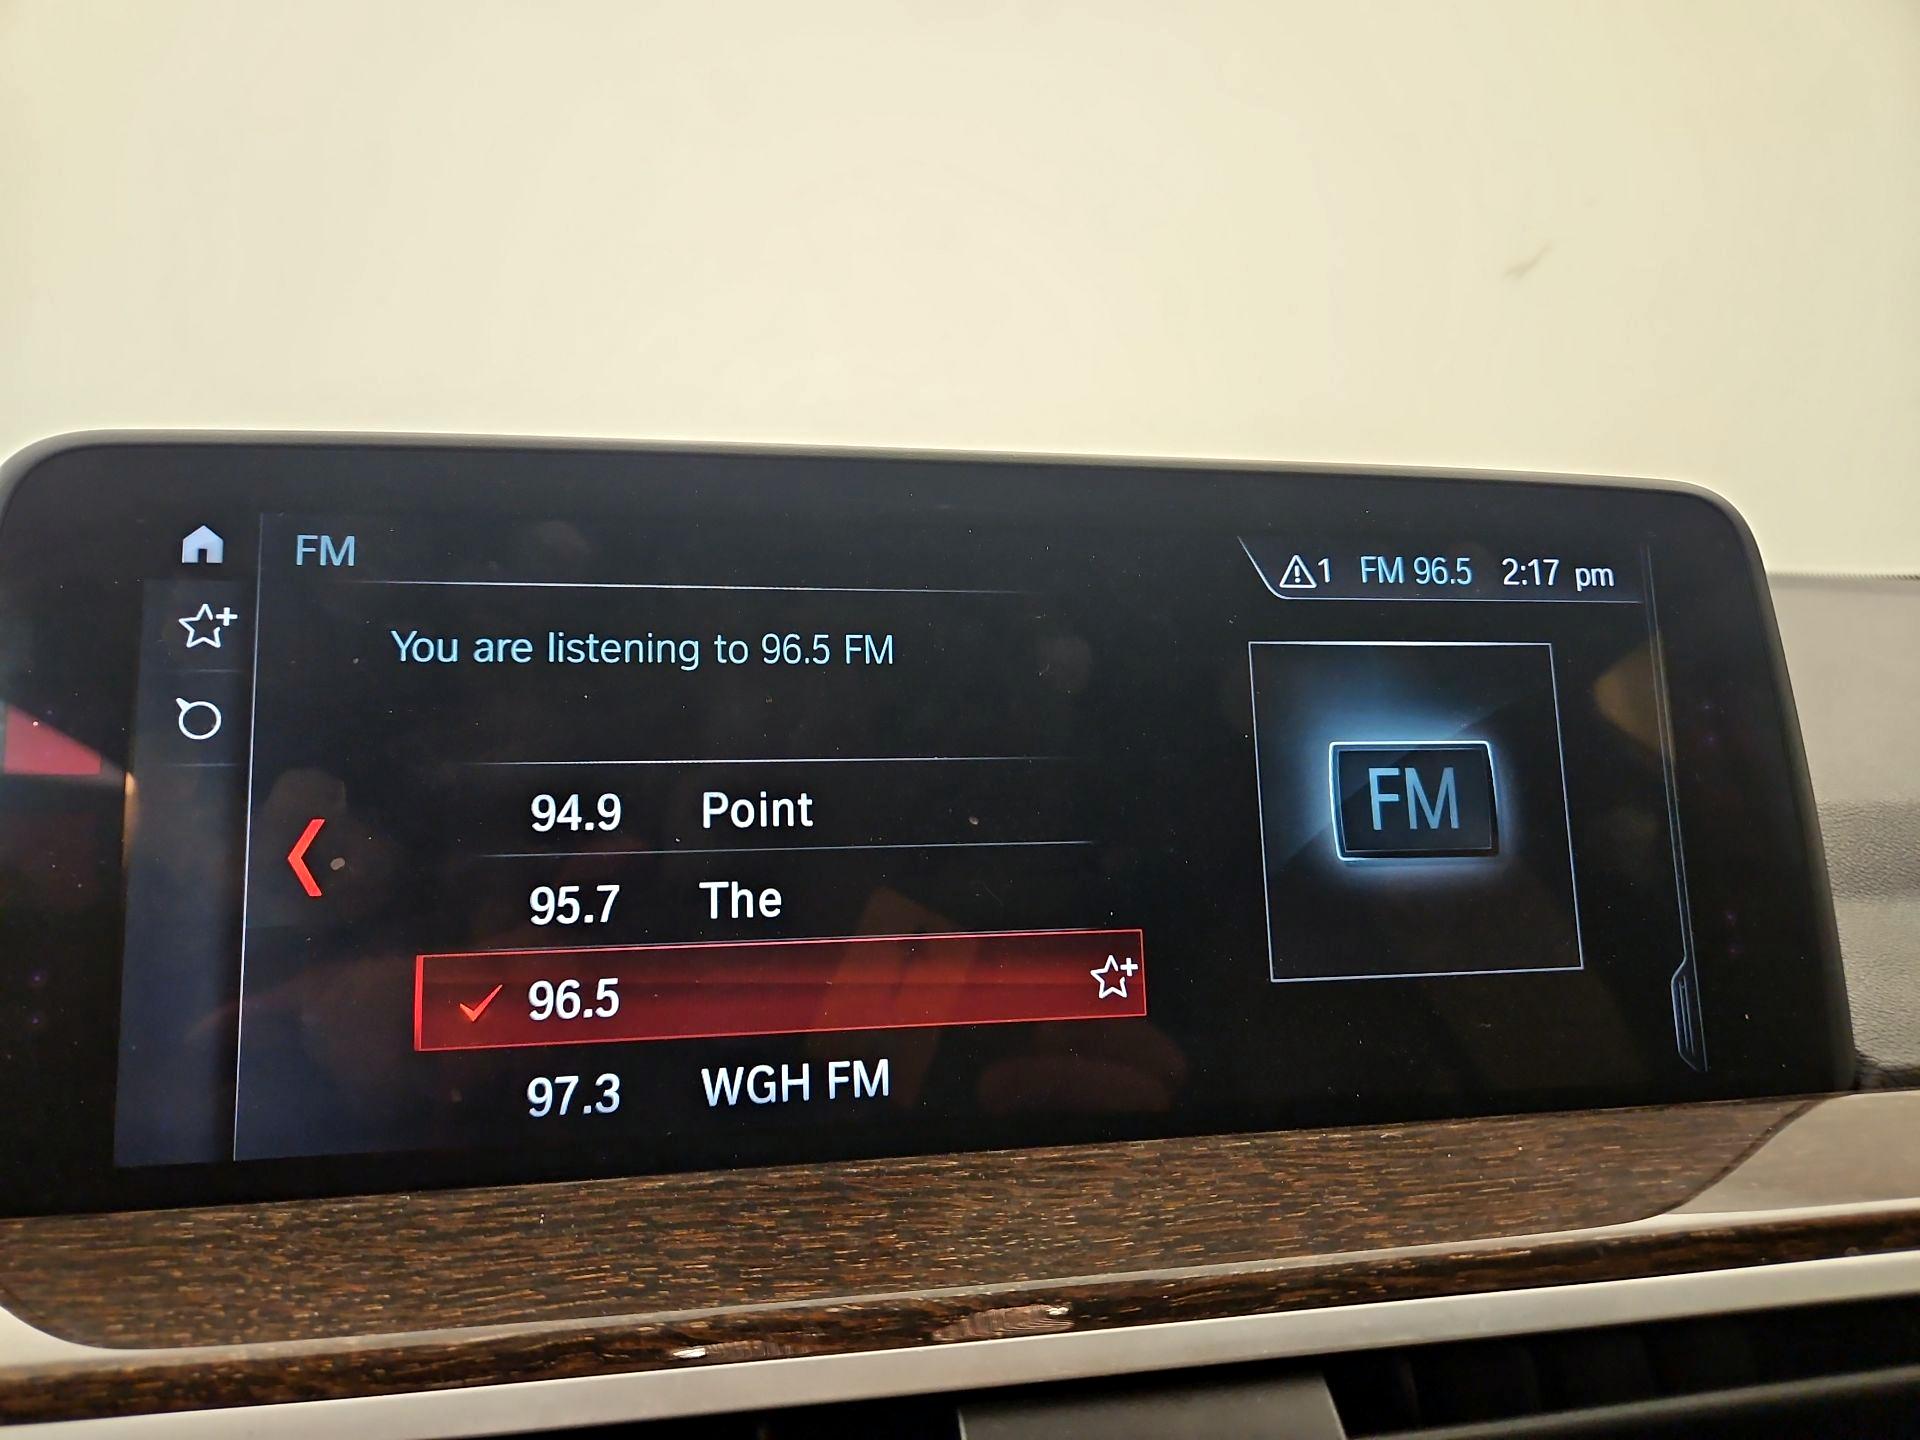 FM
1 FM 96.5 2:17 pm
You are listening to 96.5 FM
FM
94.9 Point
95.7 The
96.5
97.3 WGH FM